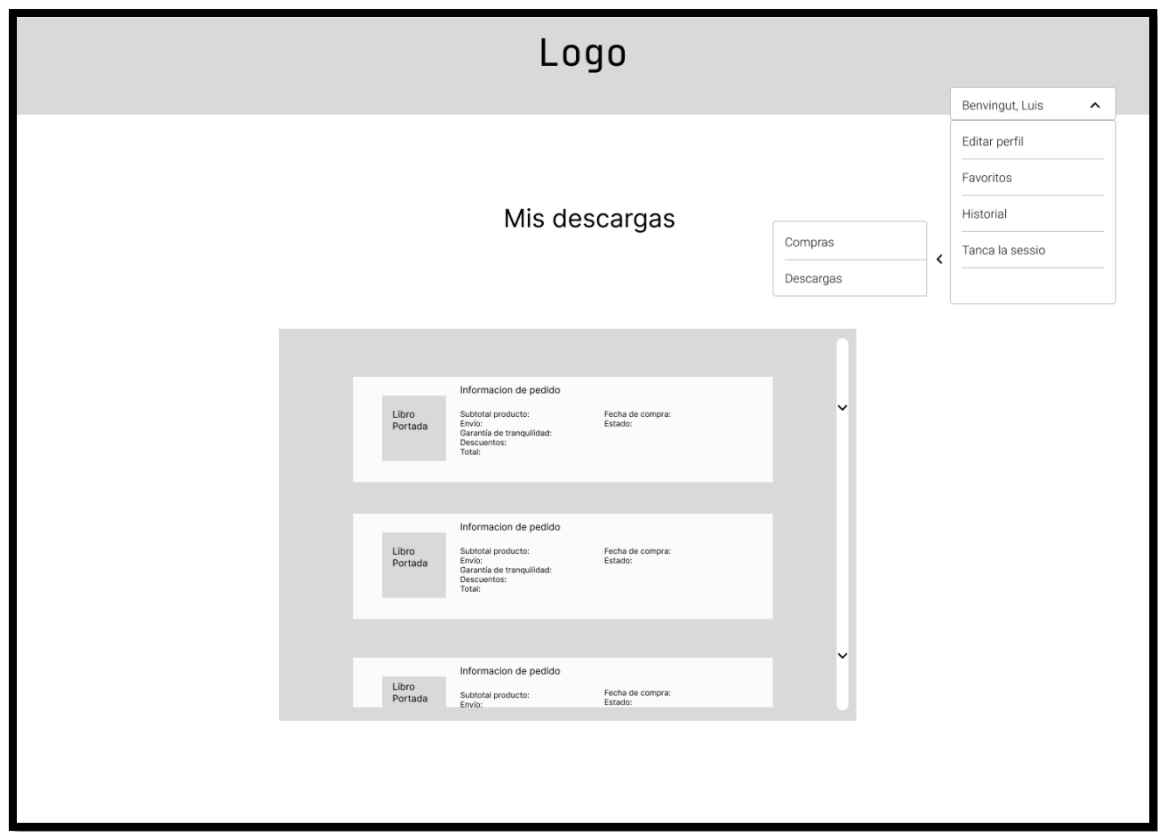 Logo
Benvingut, Luis
Editar perfil
Favoritos
Historial
Tanca la sessio
Mis descargas
Compras
Descargas
Informacion de pedido
Libro
Portada
Subtotal producto:
Envío:
Garantía de tranquilidad:
Descuentos:
Total:
Fecha de compra:
Estado:
Informacion de pedido
Libro
Portada
Subtotal producto:
Envío:
Garantía de tranquilidad:
Descuentos:
Total:
Fecha de compra:
Estado:
Informacion de pedido
Libro
Portada
Subtotal producto:
Envío:
Fecha de compra:
Estado: